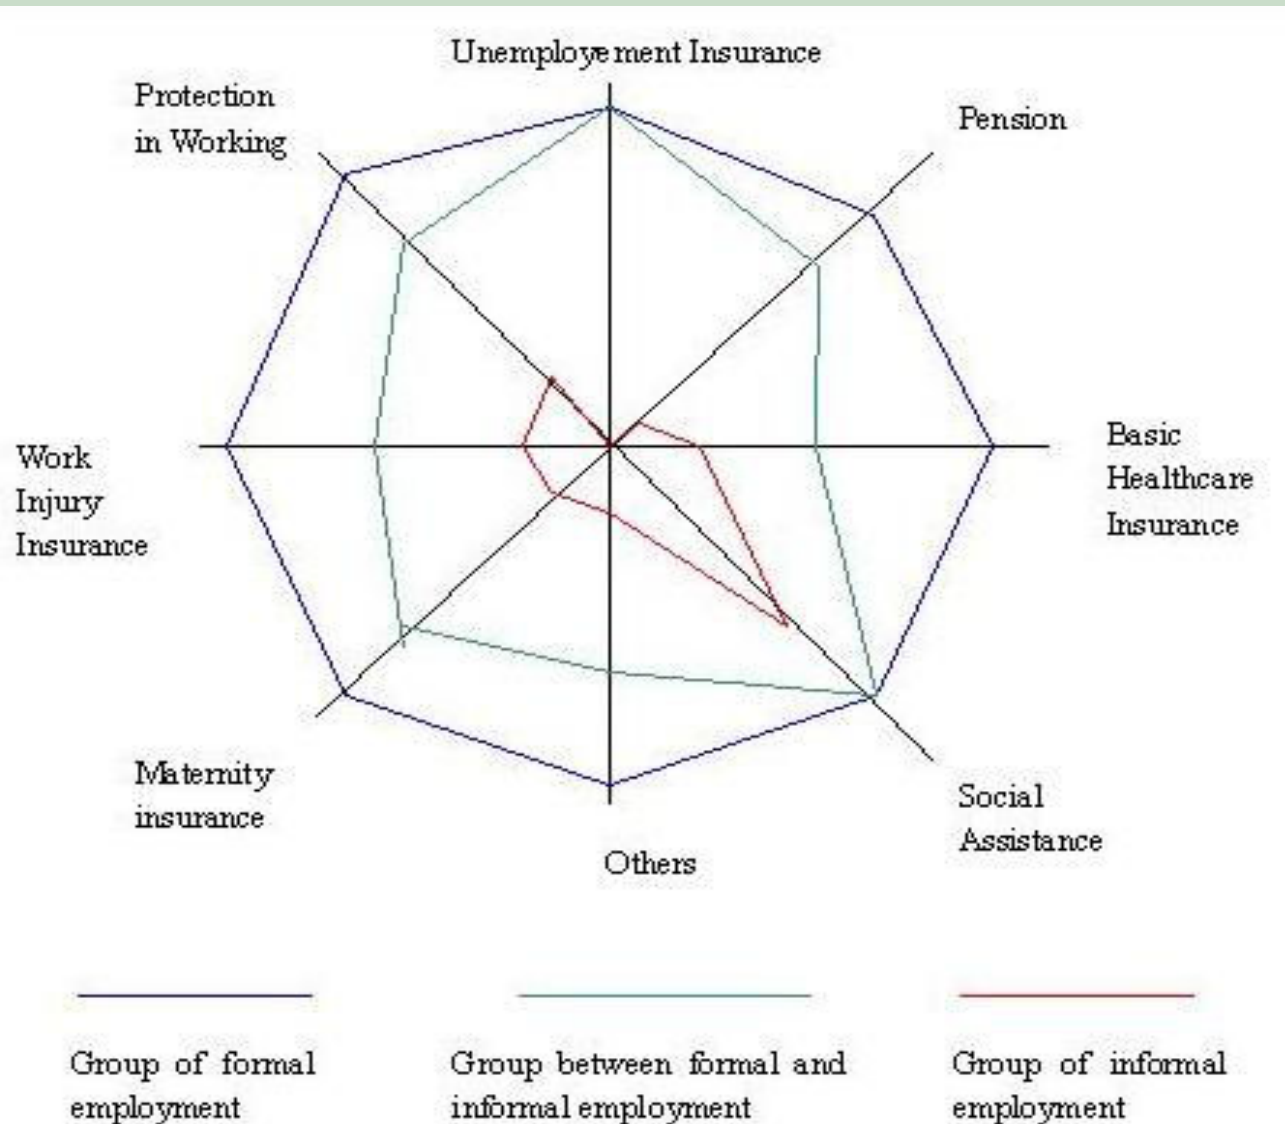 Unemployement Insurance
Protection
in Working
Pension
Work
Injury
Insurance
Basic
Healthcare
Insurance
Maternity
insurance
Social
Assistance
Others
Group of formal
employment
Group between formal and
informal employment
Group of informal
employment